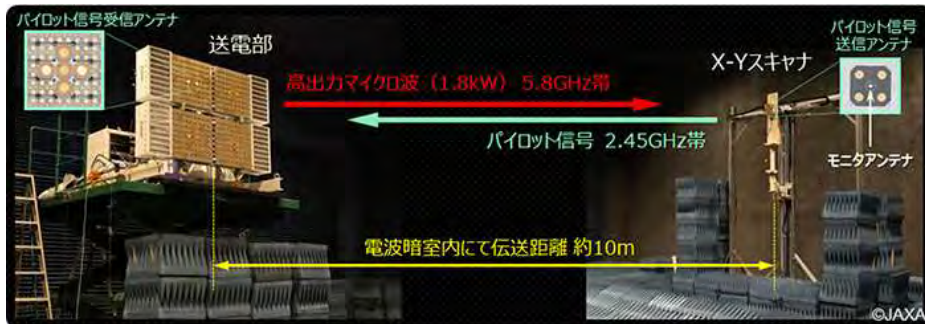 パイロット信号受信アンテナ
送電部
高出力マイクロ波（1.8kW） 5.8GHz帯
パイロット信号 2.45GHz帯
X-Yスキャナ
パイロット信号
送信アンテナ
モニタアンテナ
電波暗室内にて伝送距離 約10m
©JAXA